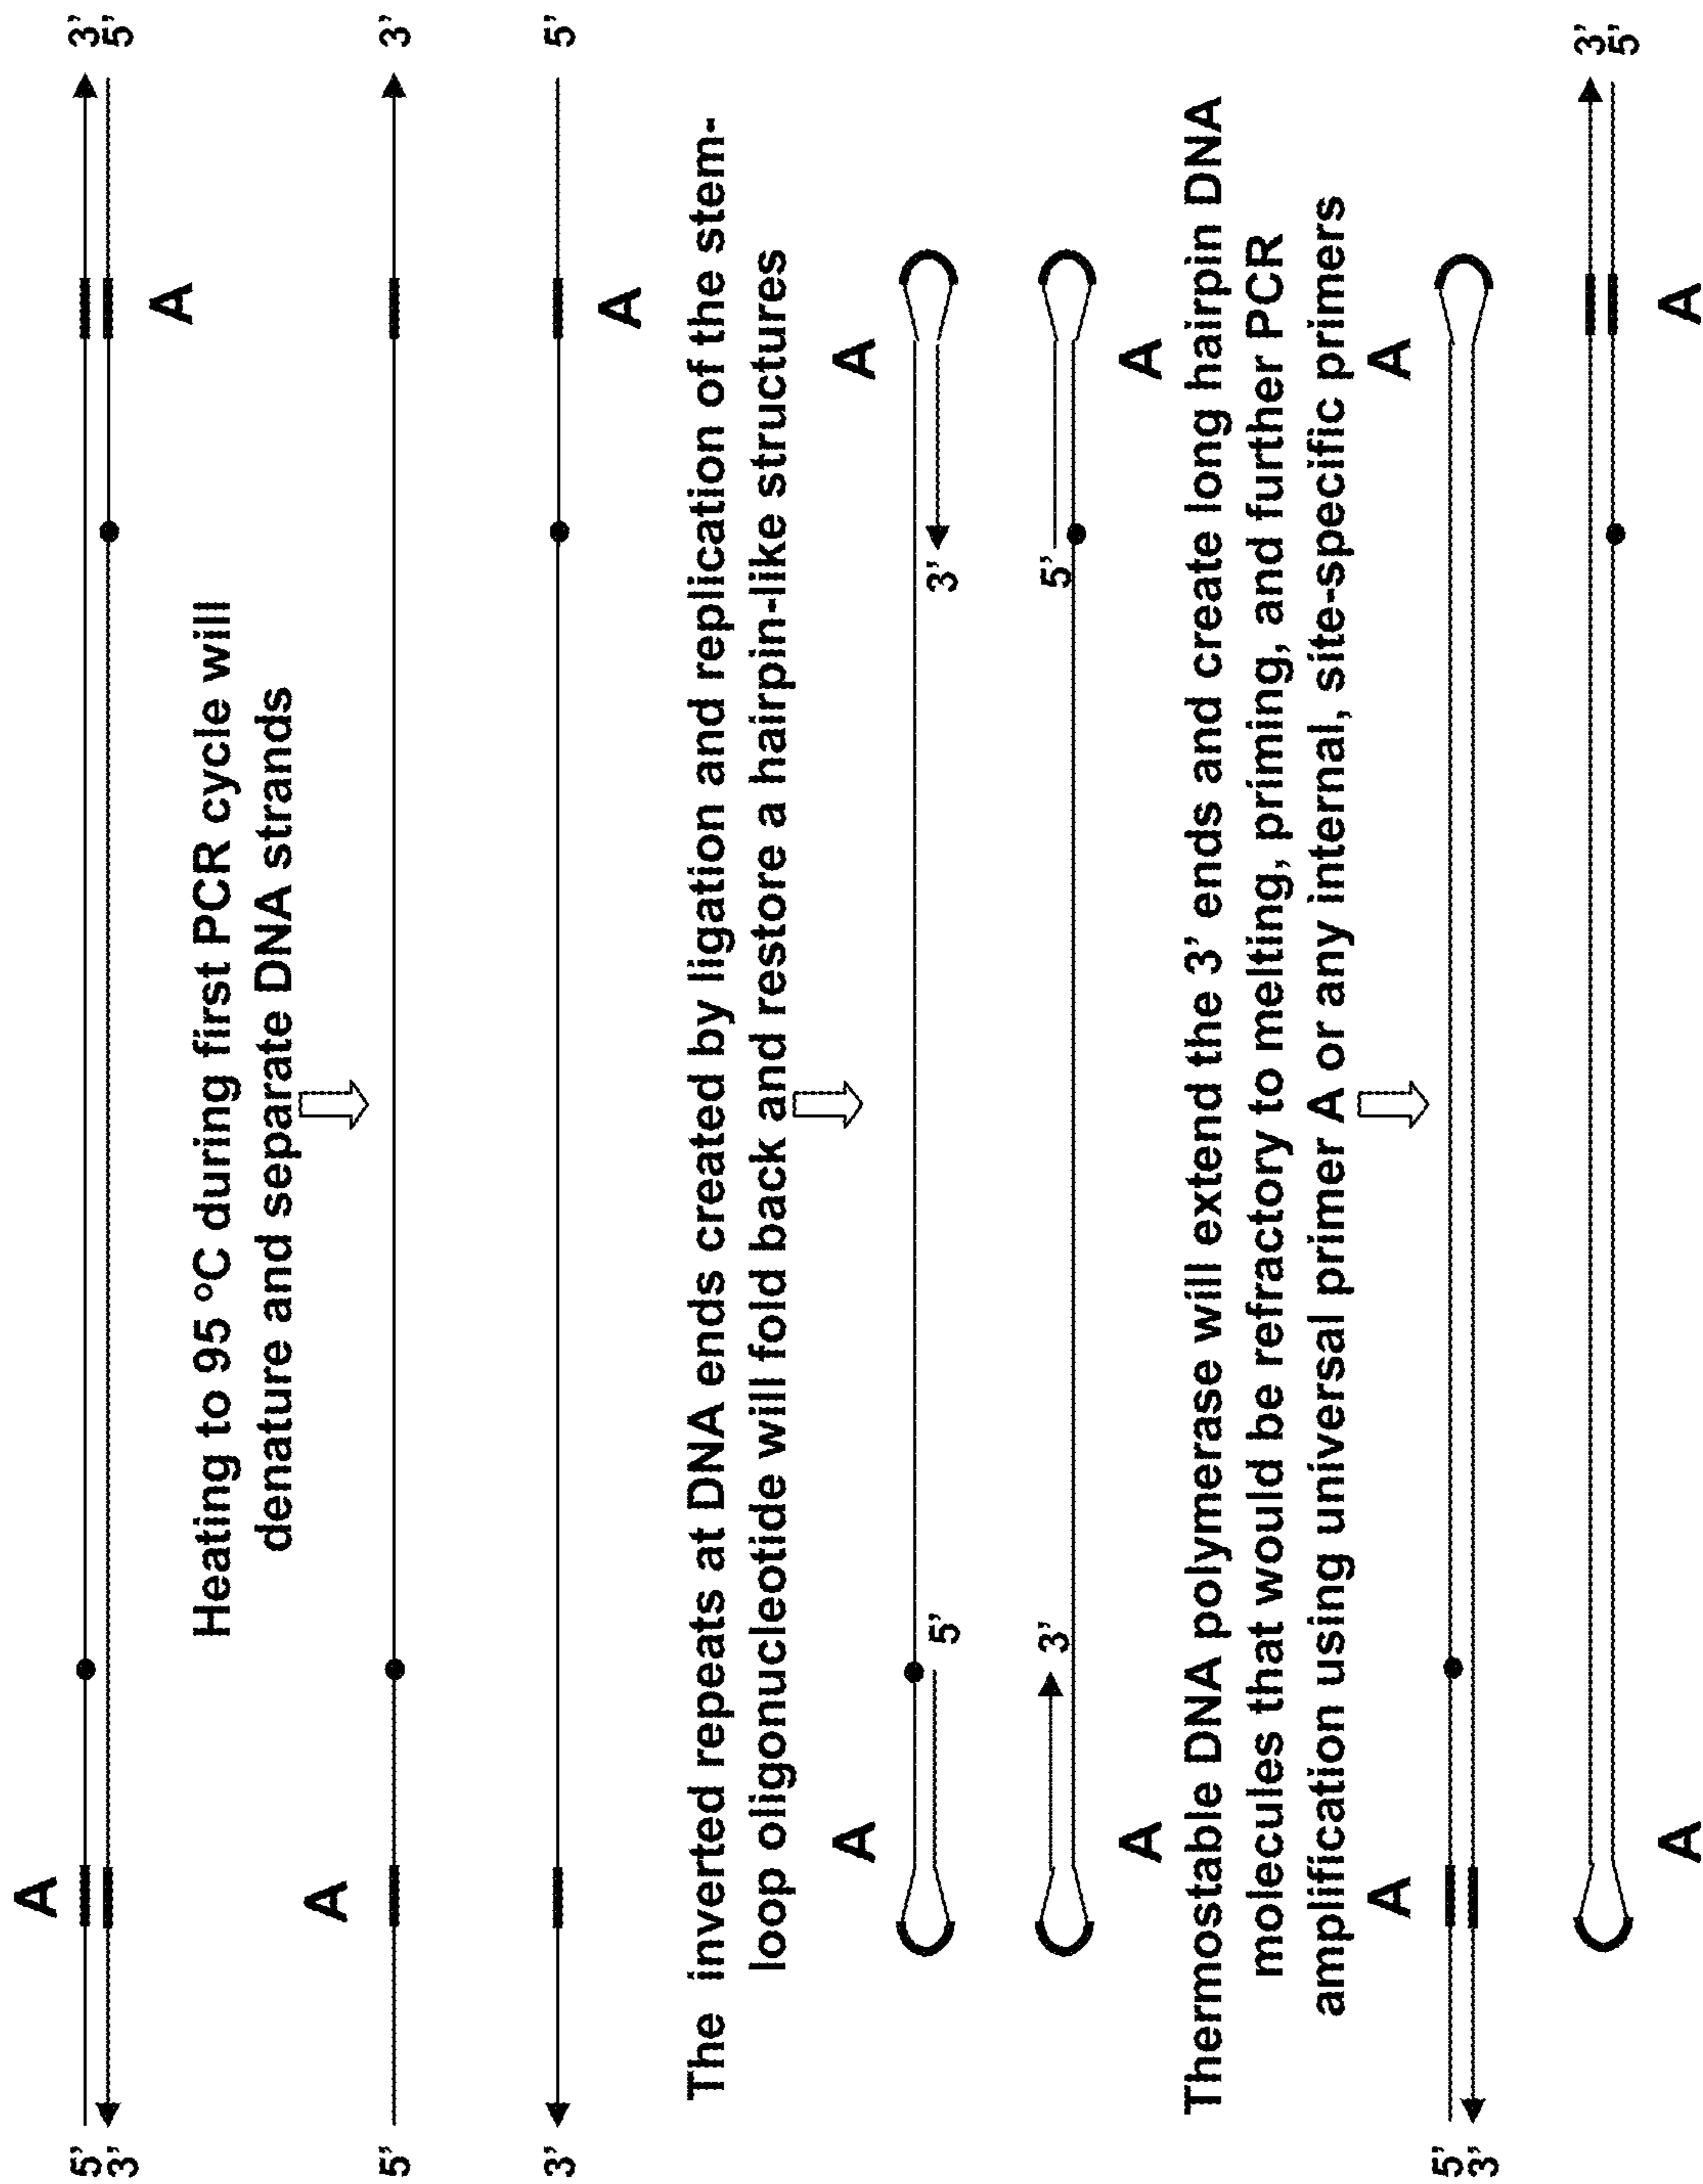 A
5' 3'
3' 5'
A
Heating to 95 °C during first PCR cycle will
denature and separate DNA strands
A
5' 3'
3' 5'
A
The inverted repeats at DNA ends created by ligation and replication of the stem-
loop oligonucleotide will fold back and restore a hairpin-like structures
A A
5' 3'
3' 5'
A A
Thermostable DNA polymerase will extend the 3' ends and create long hairpin DNA
molecules that would be refractory to melting, priming, and further PCR
amplification using universal primer A or any internal, site-specific primers
A A
5'
3'
3'
5'
A A